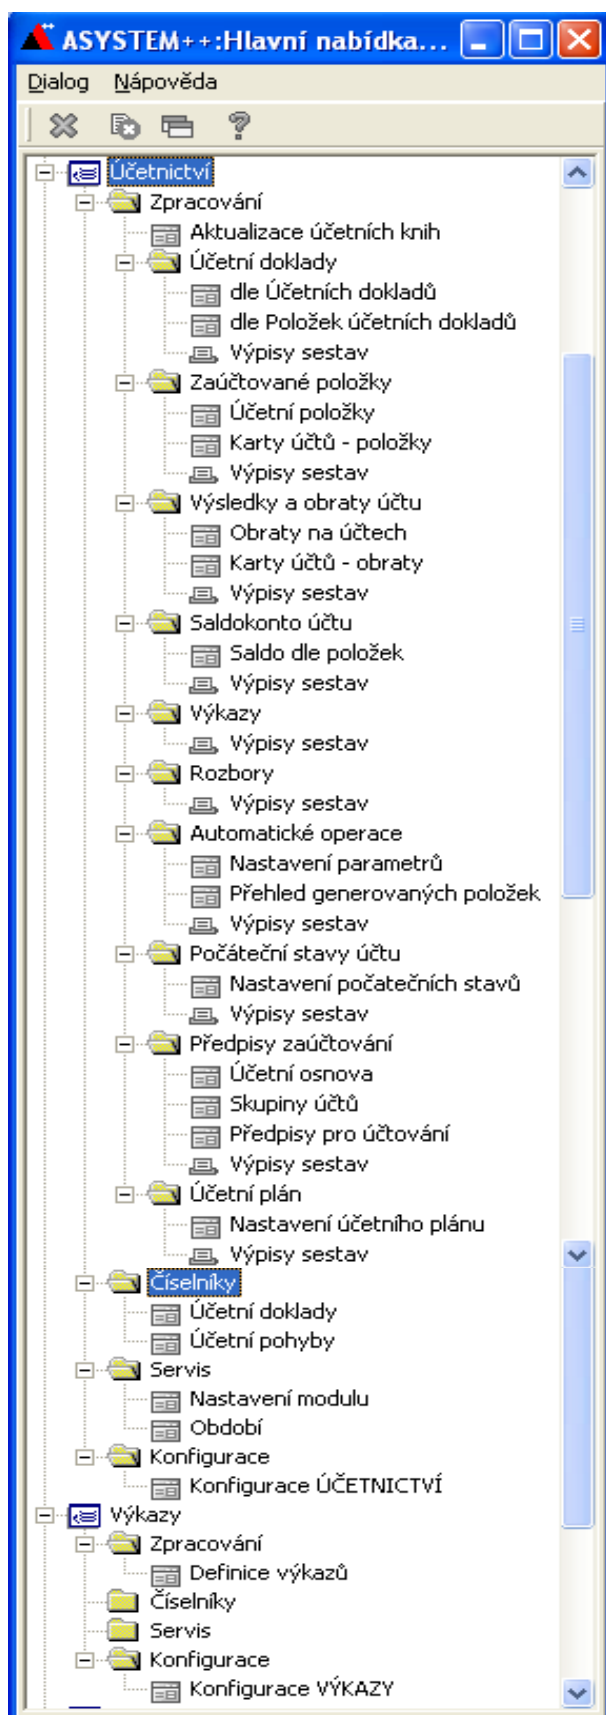 ASYSTEM++:Hlavní nabídka...
Dialog Nápověda
Účetnictví
Zpracování
Aktualizace účetních knih
Účetní doklady
dle Účetních dokladů
dle Položek účetních dokladů
Výpisy sestav
Zaúčtované položky
Účetní položky
Karty účtů - položky
Výpisy sestav
Výsledky a obraty účtu
Obraty na účtech
Karty účtů - obraty
Výpisy sestav
Saldokonto účtu
Saldo dle položek
Výpisy sestav
Výkazy
Výpisy sestav
Rozbory
Výpisy sestav
Automatické operace
Nastavení parametrů
Přehled generovaných položek
Výpisy sestav
Počáteční stavy účtu
Nastavení počatečních stavů
Výpisy sestav
Předpisy zaúčtování
Účetní osnova
Skupiny účtů
Předpisy pro účtování
Výpisy sestav
Účetní plán
Nastavení účetního plánu
Výpisy sestav
Číselníky
Účetní doklady
Účetní pohyby
Servis
Nastavení modulu
Období
Konfigurace
Konfigurace ÚČETNICTVÍ
Výkazy
Zpracování
Definice výkazů
Číselníky
Servis
Konfigurace
Konfigurace VÝKAZY